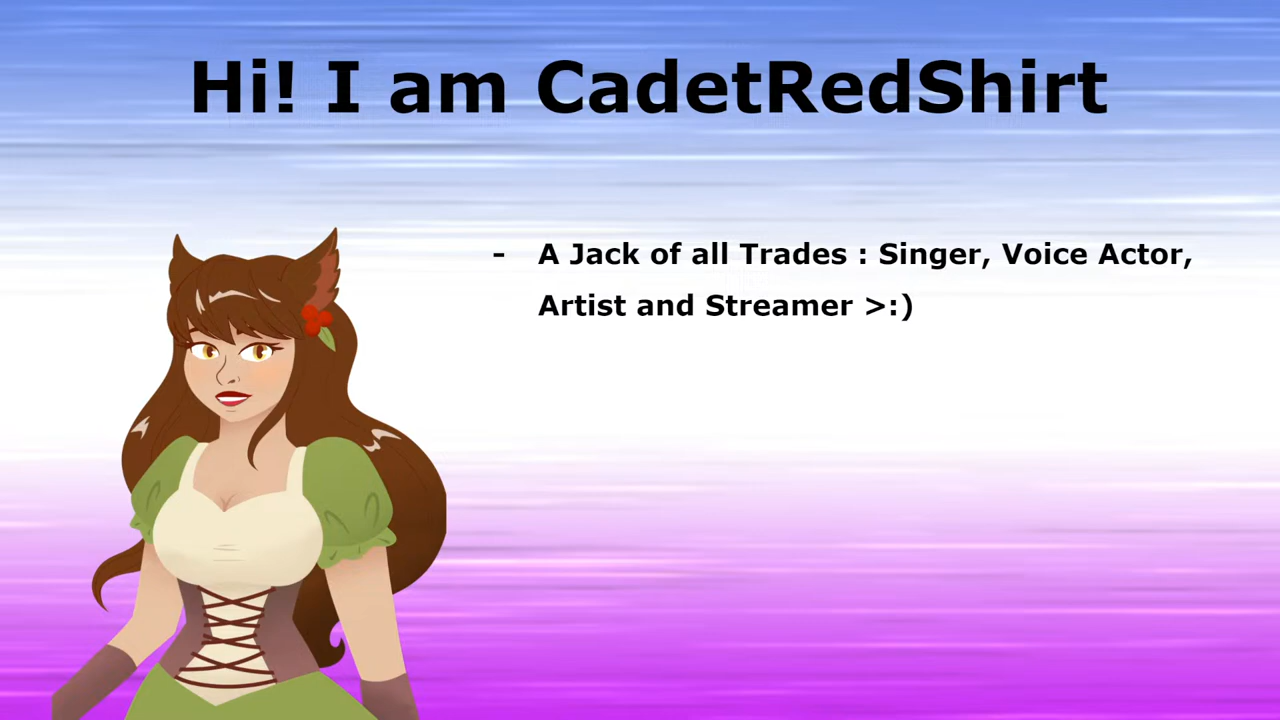 Hi! I am CadetRedShirt
- A Jack of all Trades : Singer, Voice Actor,
Artist and Streamer >:)